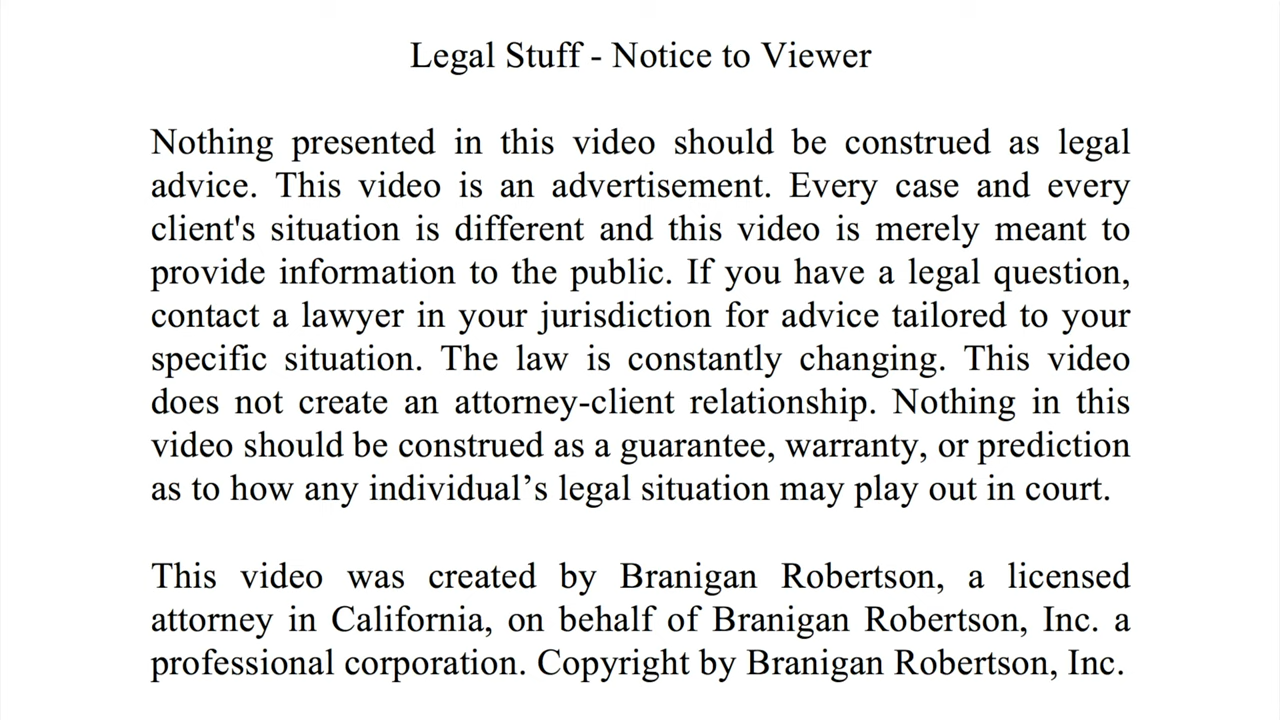 Legal Stuff - Notice to Viewer
Nothing presented in this video should be construed as legal
advice. This video is an advertisement. Every case and every
client's situation is different and this video is merely meant to
provide information to the public. If you have a legal question,
contact a lawyer in your jurisdiction for advice tailored to your
specific situation. The law is constantly changing. This video
does not create an attorney-client relationship. Nothing in this
video should be construed as a guarantee, warranty, or prediction
as to how any individual’s legal situation may play out in court.
This video was created by Branigan Robertson, a licensed
attorney in California, on behalf of Branigan Robertson, Inc. a
professional corporation. Copyright by Branigan Robertson, Inc.